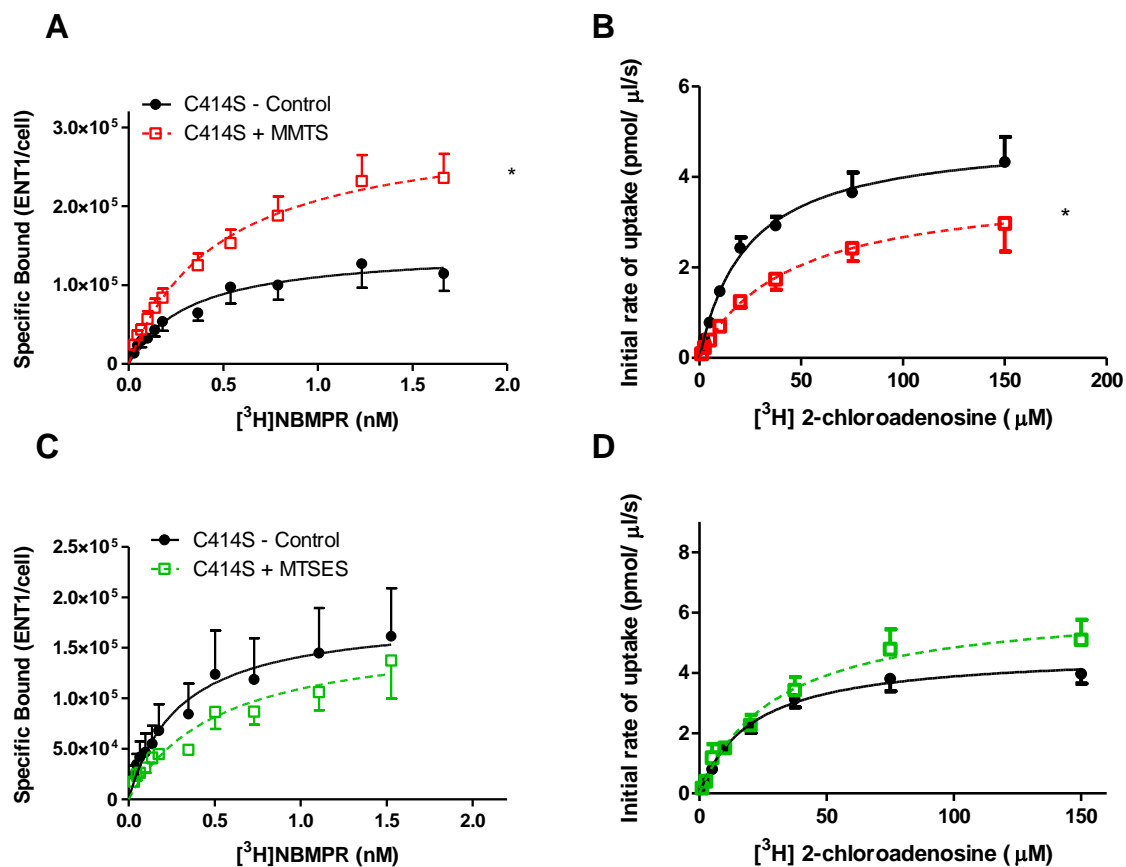 A
C414S - Control
C414S + MMTS
3.0×10⁵
2.0×10⁵
1.0×10⁵
0
0.0
0.5
1.0
1.5
2.0
Specific Bound (ENT1/cell)
[³H]NBMPR (nM)
*
B
6
4
2
0
0
50
100
150
200
Initial rate of uptake (pmol/ μl/s)
[³H] 2-chloroadenosine ( μM)
*
C
C414S - Control
C414S + MTSES
2.5×10⁵
2.0×10⁵
1.5×10⁵
1.0×10⁵
5.0×10⁴
0
0.0
0.5
1.0
1.5
2.0
Specific Bound (ENT1/cell)
[³H]NBMPR (nM)
D
8
6
4
2
0
0
50
100
150
Initial rate of uptake (pmol/ μl/s)
[³H] 2-chloroadenosine ( μM)